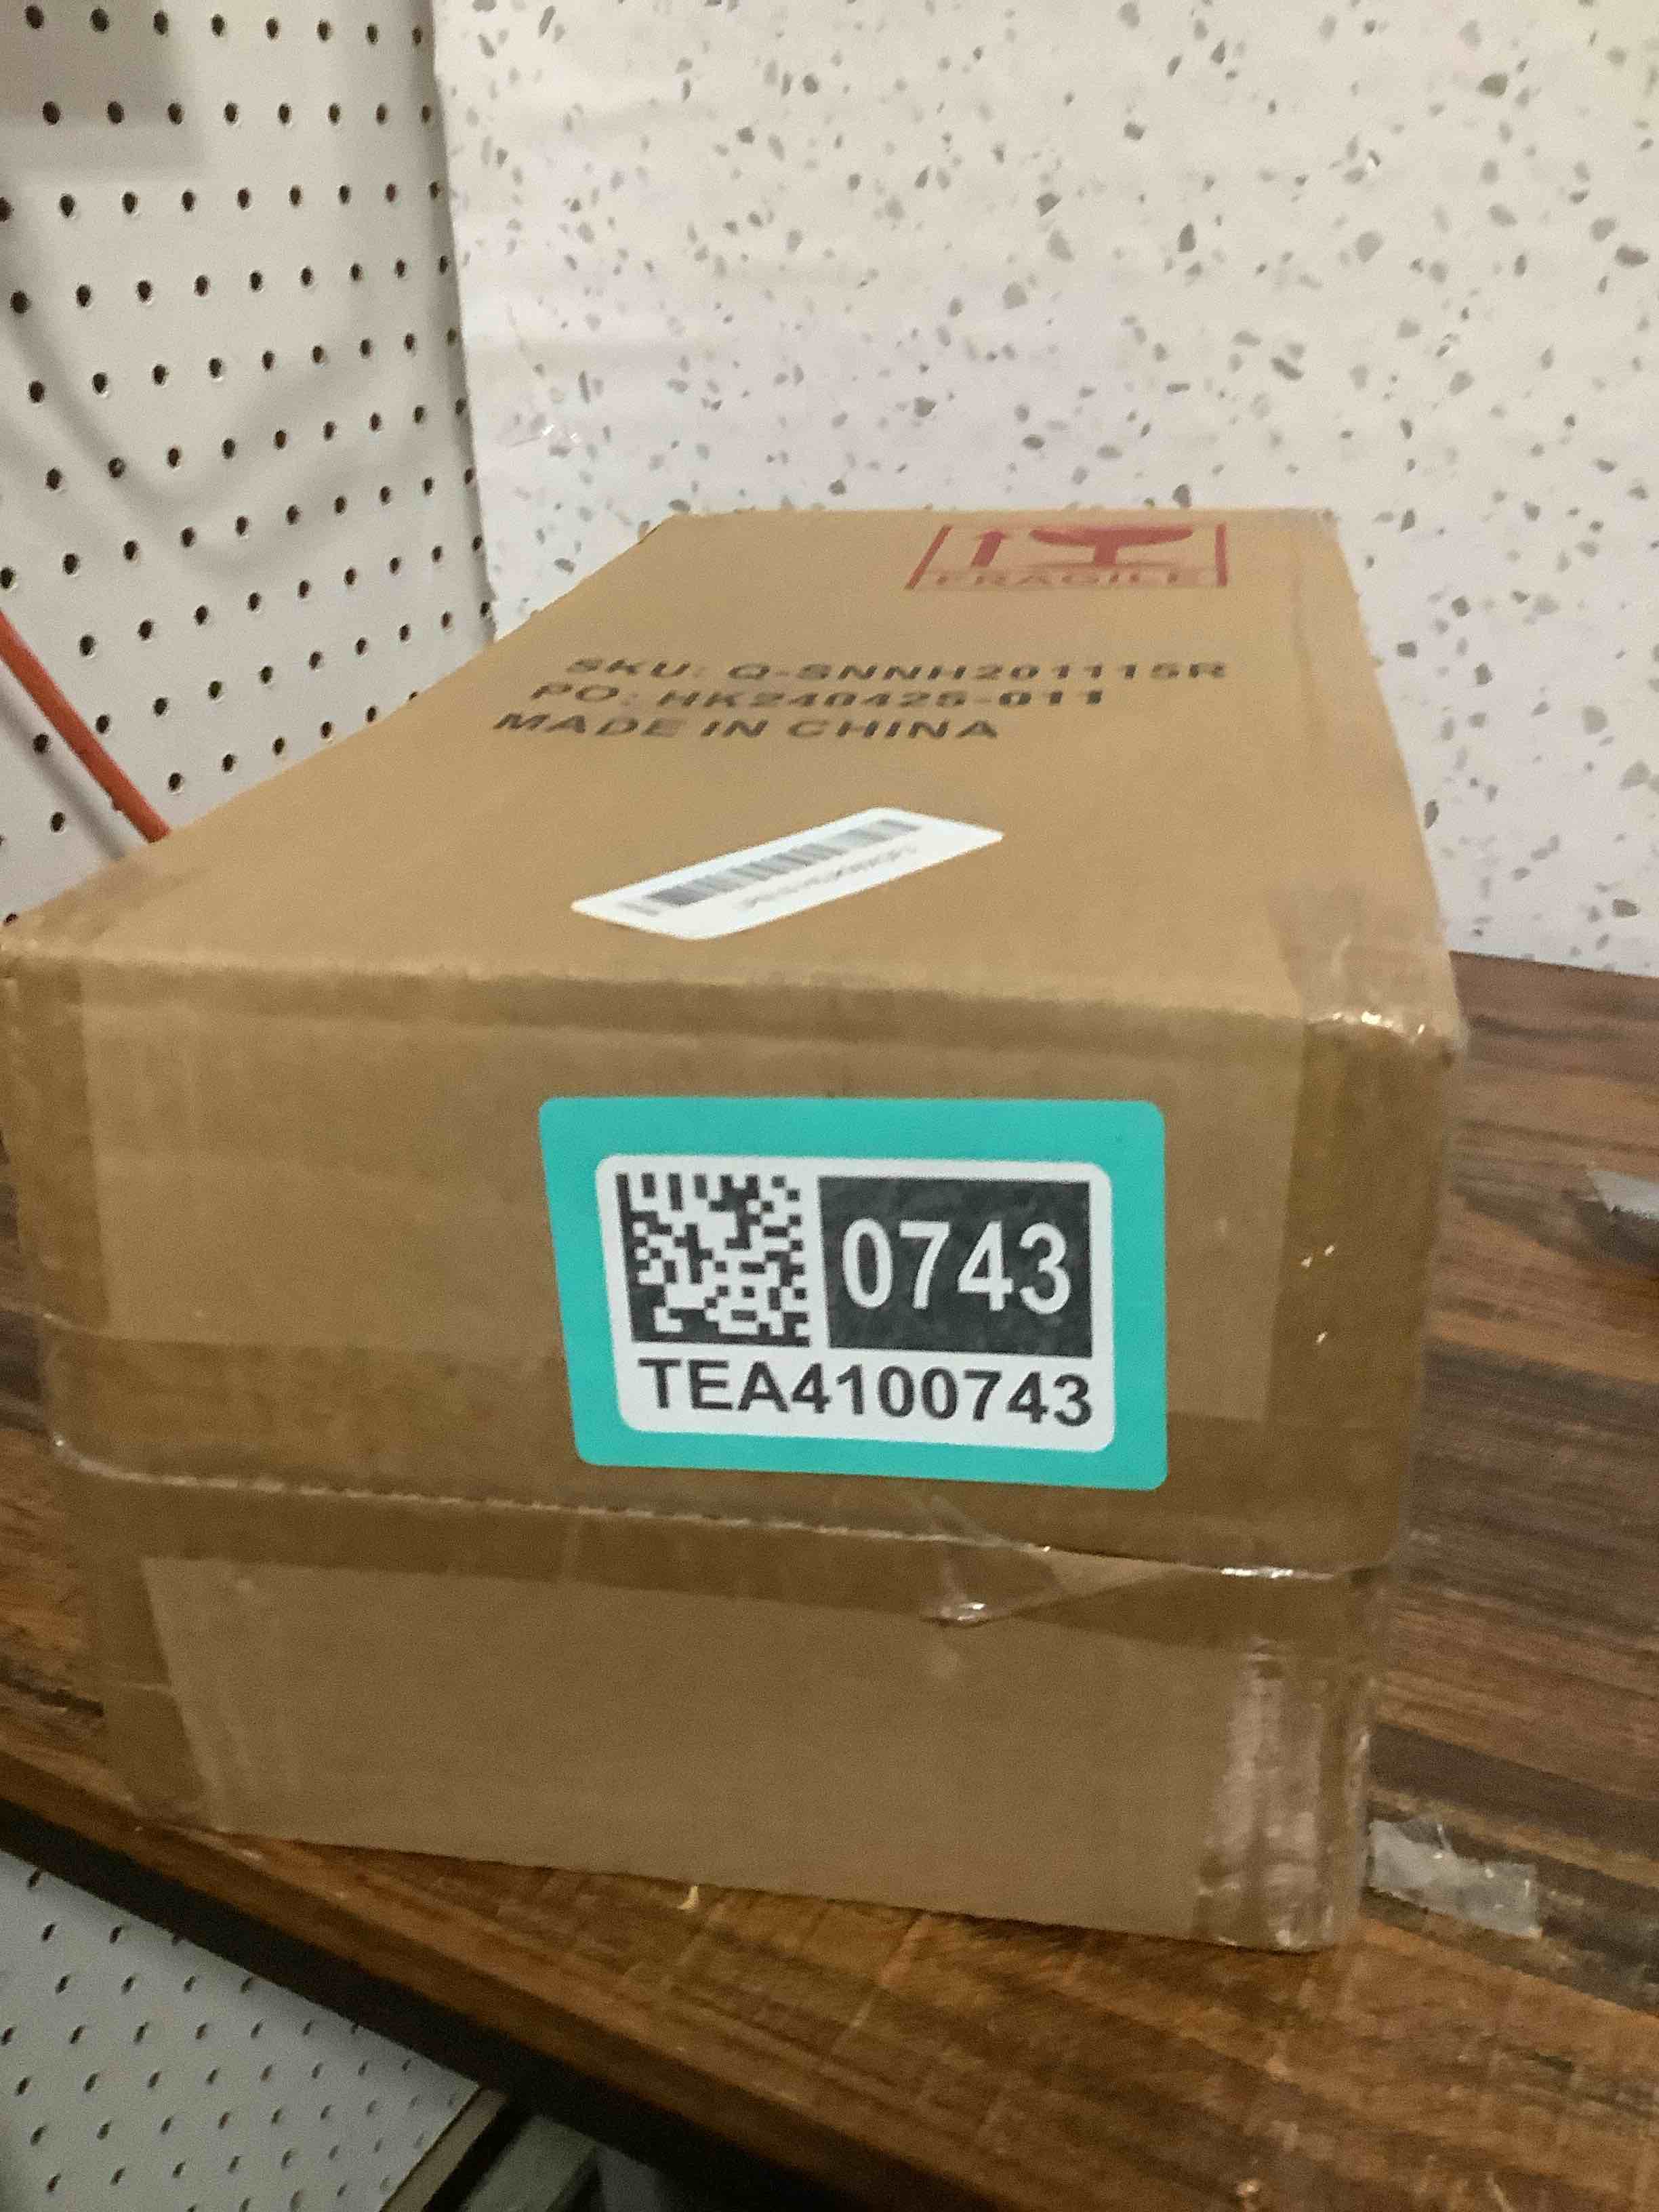 FRAGILE
SKU: Q-SNNH201115R
PO: HK240425-011
MADE IN CHINA
0743
TEA4100743